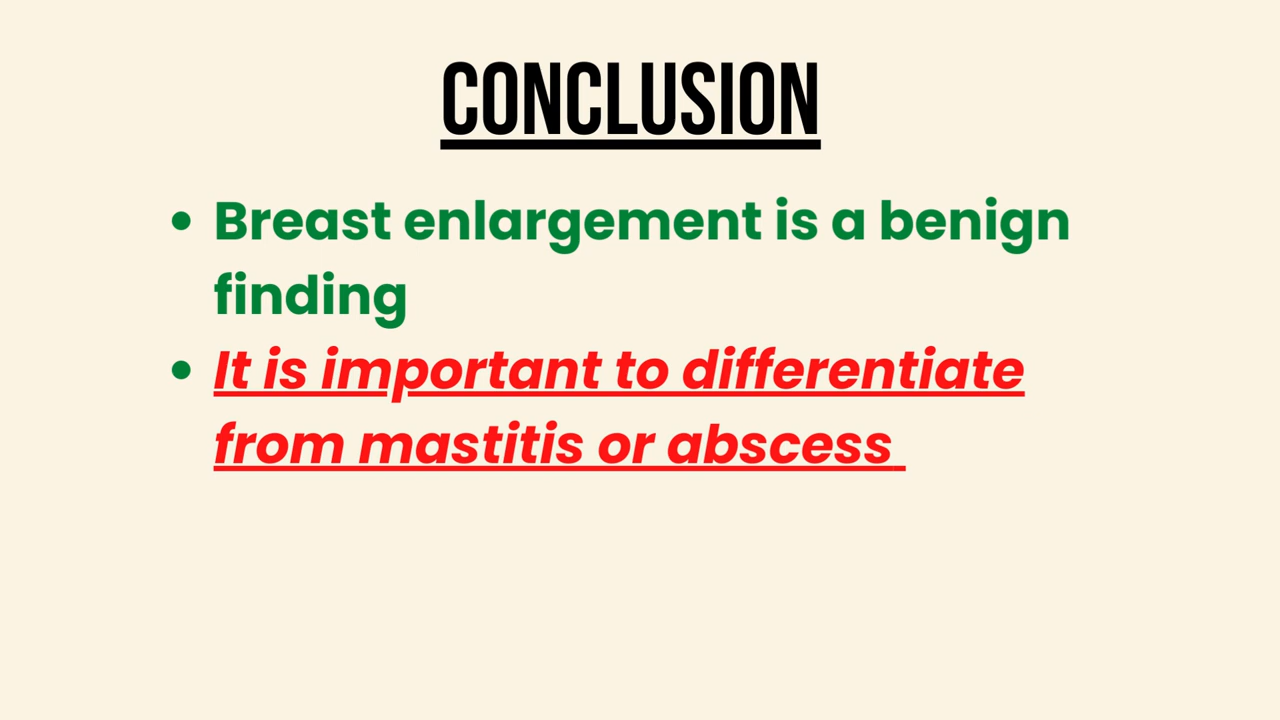 CONCLUSION
• Breast enlargement is a benign
finding
• It is important to differentiate
from mastitis or abscess